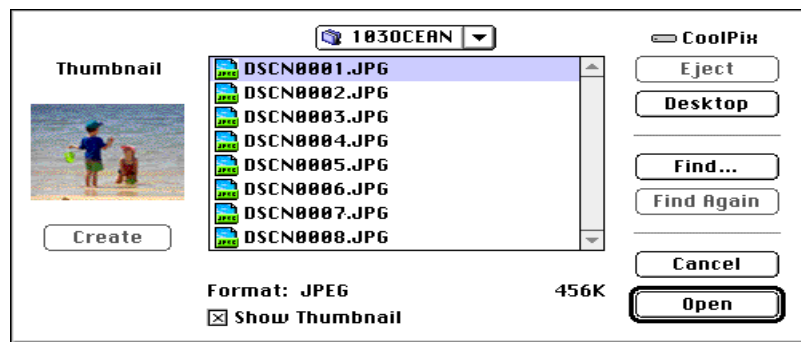 103OCEAN
CoolPix
Thumbnail
DSCN0001.JPG
DSCN0002.JPG
DSCN0003.JPG
DSCN0004.JPG
DSCN0005.JPG
DSCN0006.JPG
DSCN0007.JPG
DSCN0008.JPG
Create
Format: JPEG 456K
Show Thumbnail
Eject
Desktop
Find...
Find Again
Cancel
Open